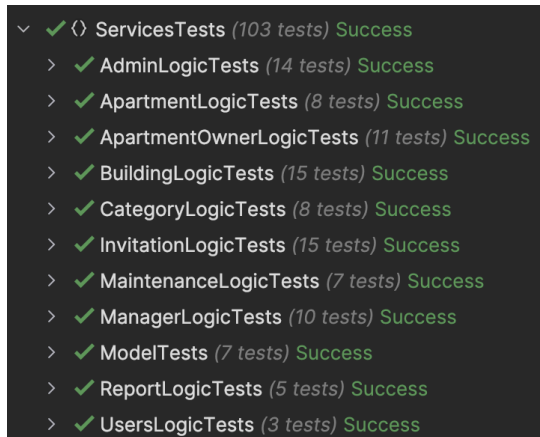 ServicesTests (103 tests) Success
AdminLogicTests (14 tests) Success
ApartmentLogicTests (8 tests) Success
ApartmentOwnerLogicTests (11 tests) Success
BuildingLogicTests (15 tests) Success
CategoryLogicTests (8 tests) Success
InvitationLogicTests (15 tests) Success
MaintenanceLogicTests (7 tests) Success
ManagerLogicTests (10 tests) Success
ModelTests (7 tests) Success
ReportLogicTests (5 tests) Success
UsersLogicTests (3 tests) Success